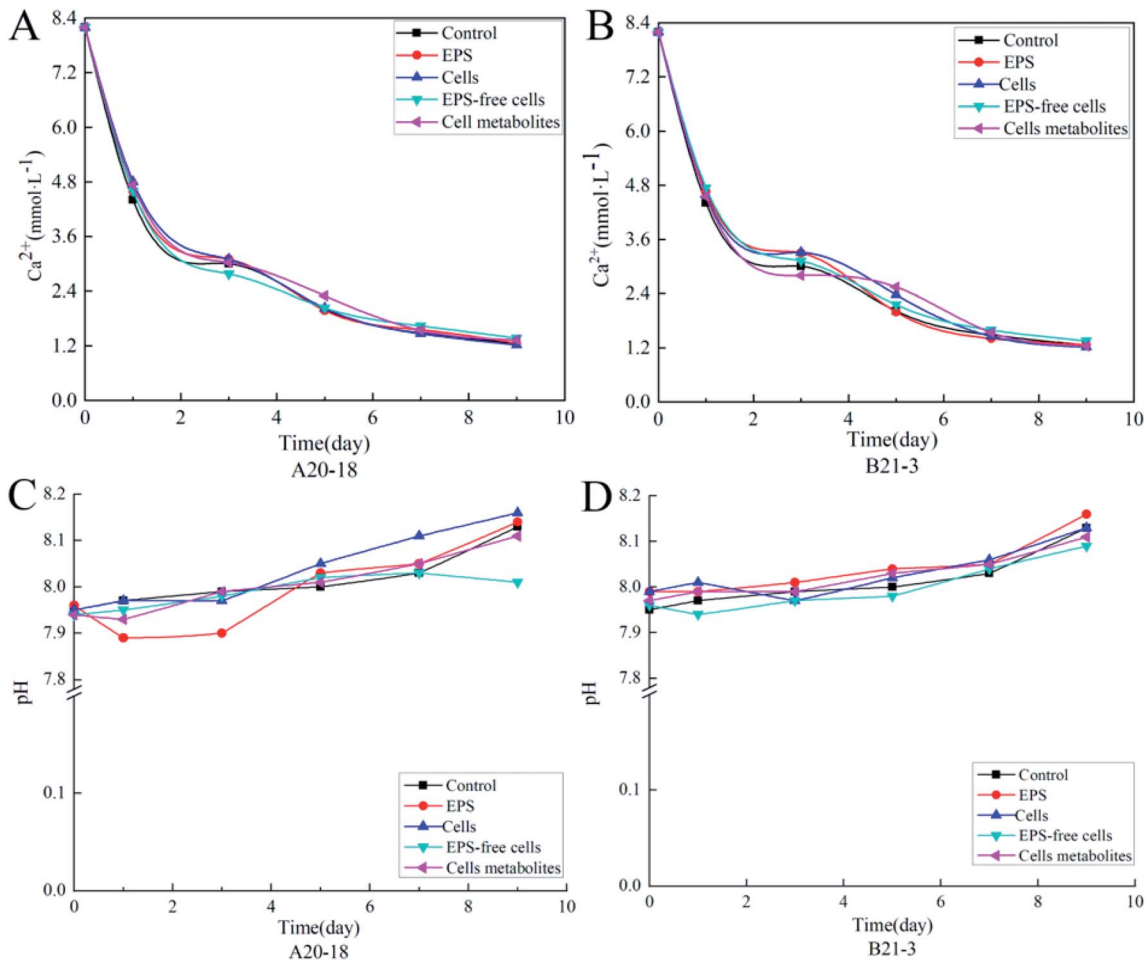 A
8.4
7.2
6.0
4.8
3.6
2.4
1.2
0.0
Ca2+(mmol·L-1)
Control
EPS
Cells
EPS-free cells
Cell metabolites
0 2 4 6 8 10
Time(day)
A20-18
B
8.4
7.2
6.0
4.8
3.6
2.4
1.2
0.0
Ca2+(mmol·L-1)
Control
EPS
Cells
EPS-free cells
Cells metabolites
0 2 4 6 8 10
Time(day)
B21-3
C
8.2
8.1
8.0
7.9
7.8
0.1
0.0
pH
Control
EPS
Cells
EPS-free cells
Cells metabolites
0 2 4 6 8 10
Time(day)
A20-18
D
8.2
8.1
8.0
7.9
7.8
0.1
0.0
pH
Control
EPS
Cells
EPS-free cells
Cells metabolites
0 2 4 6 8 10
Time(day)
B21-3